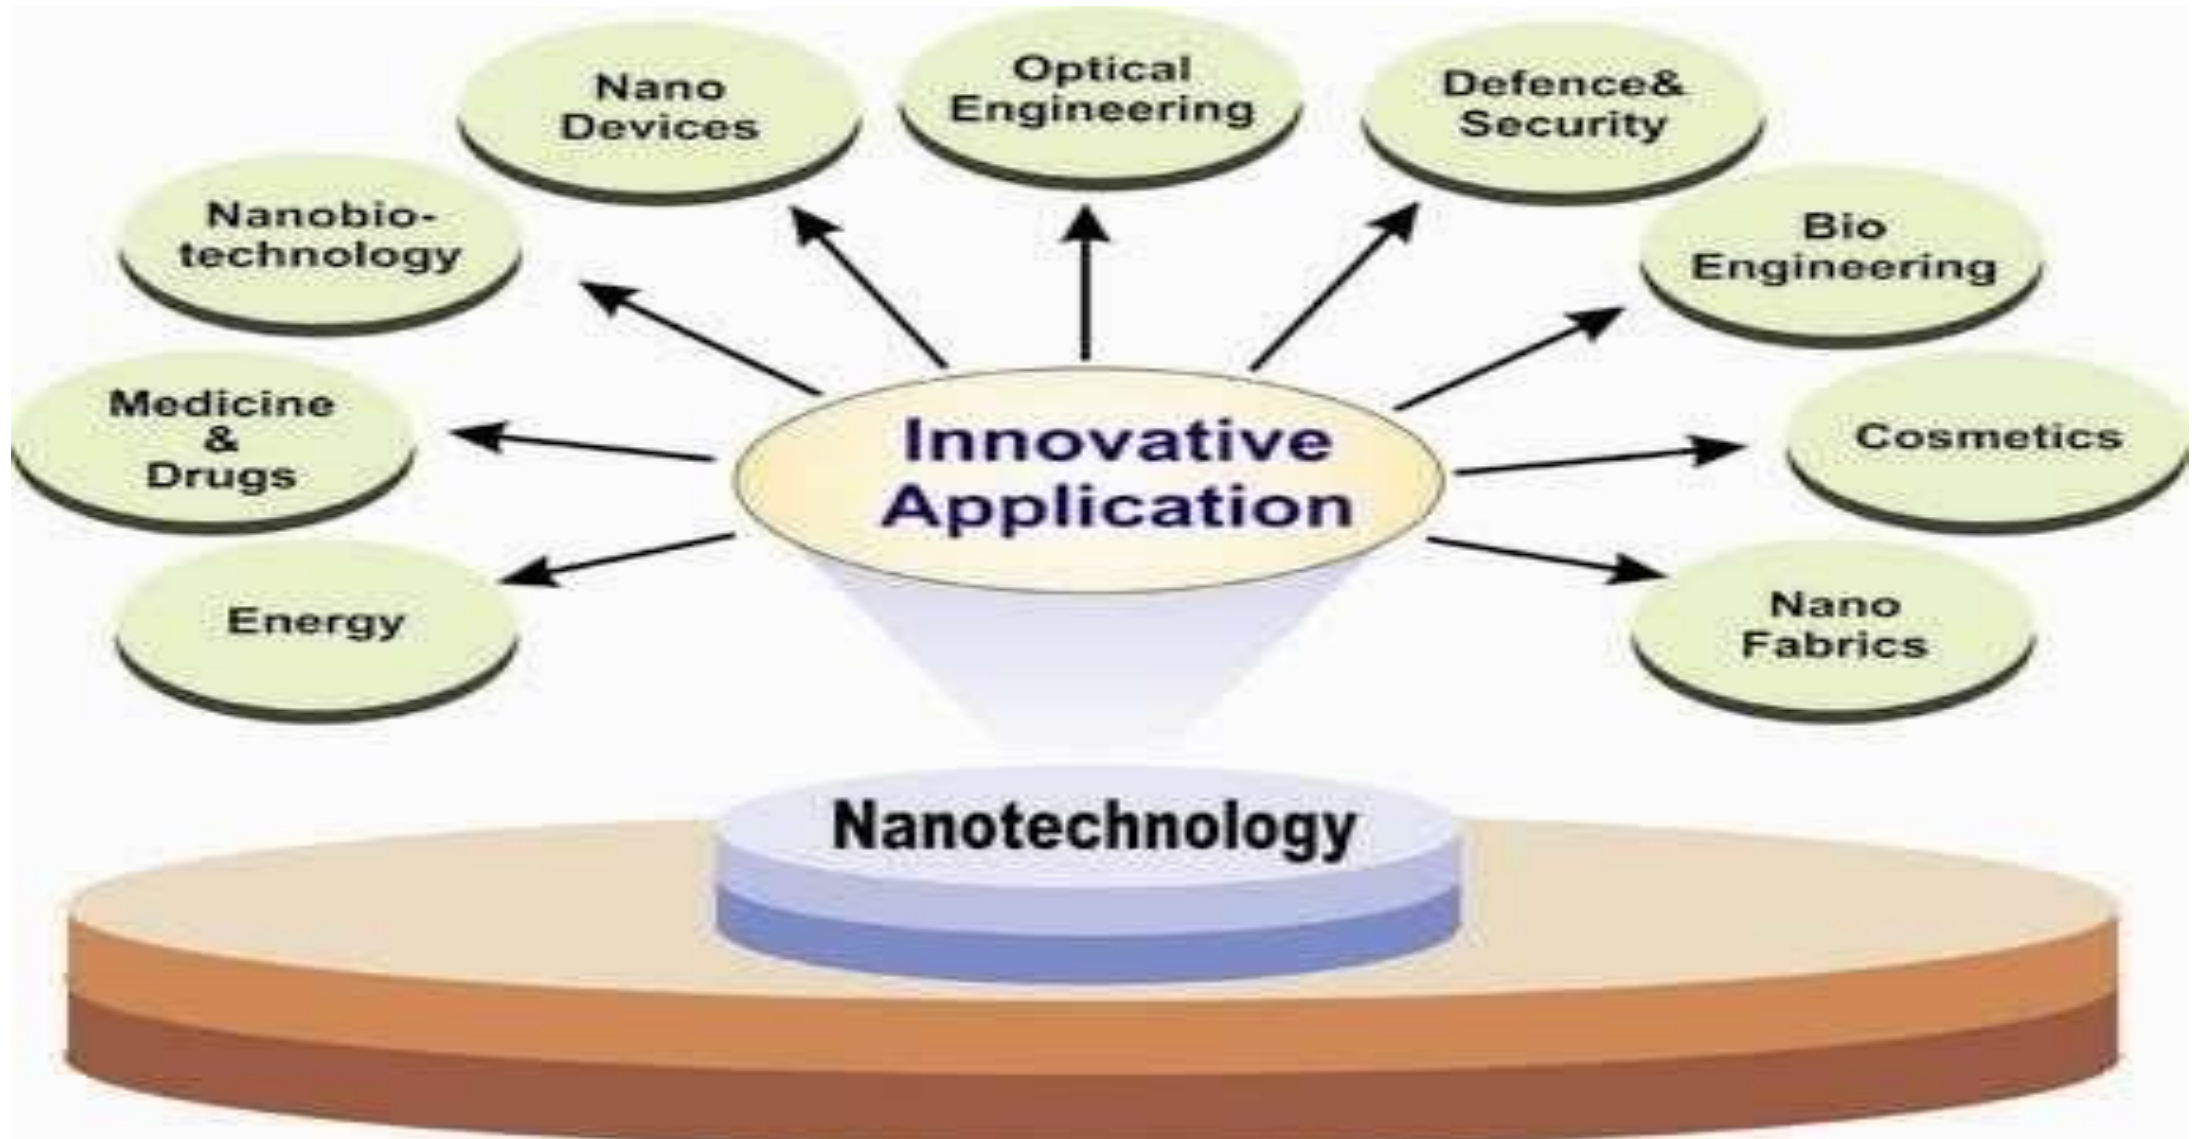 Nano
Devices
Optical
Engineering
Defence&
Security
Nanobio-
technology
Bio
Engineering
Medicine
&
Drugs
Innovative
Application
Cosmetics
Energy
Nano
Fabrics
Nanotechnology